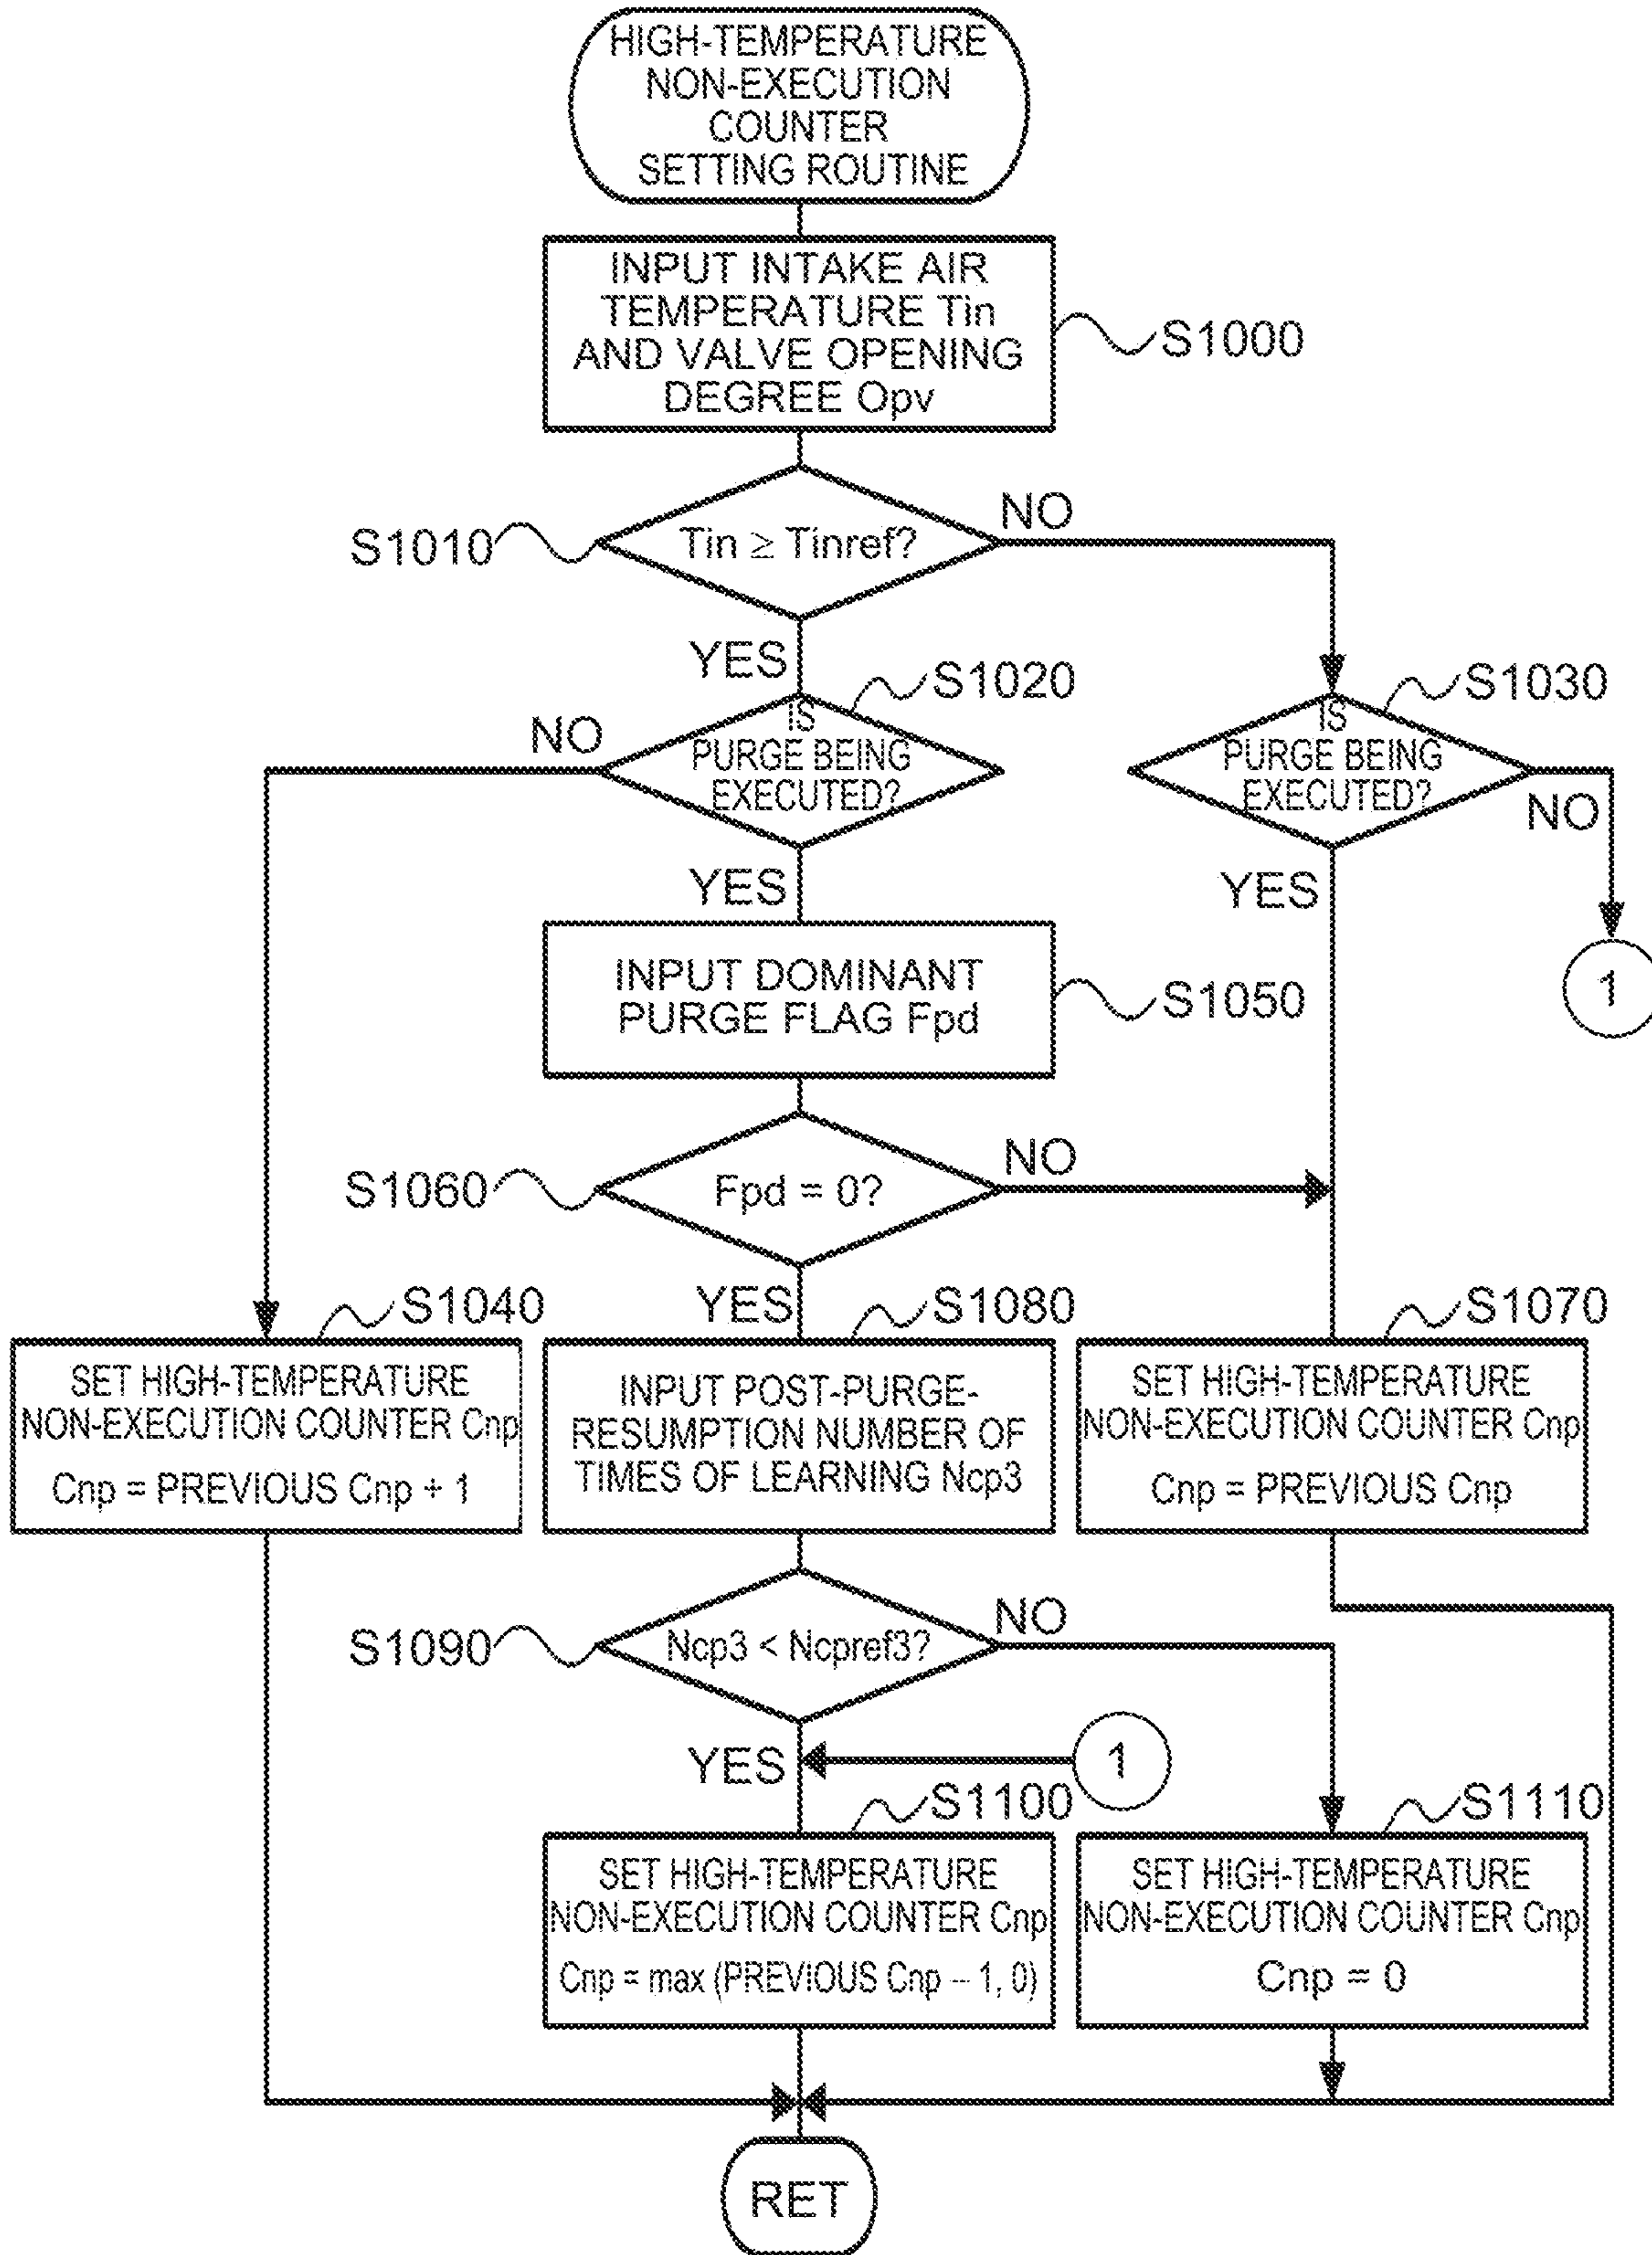 HIGH-TEMPERATURE
NON-EXECUTION
COUNTER
SETTING ROUTINE
INPUT INTAKE AIR
TEMPERATURE Tin
AND VALVE OPENING
DEGREE Opv
S1000
S1010
Tin ≥ Tinref?
NO
YES
S1020
S1030
NO
IS
PURGE BEING
EXECUTED?
IS
PURGE BEING
EXECUTED?
NO
YES
YES
INPUT DOMINANT
PURGE FLAG Fpd
S1050
1
S1060
Fpd = 0?
NO
YES
S1040
S1080
S1070
SET HIGH-TEMPERATURE
NON-EXECUTION COUNTER Cnp
Cnp = PREVIOUS Cnp + 1
INPUT POST-PURGE-
RESUMPTION NUMBER OF
TIMES OF LEARNING Ncp3
SET HIGH-TEMPERATURE
NON-EXECUTION COUNTER Cnp
Cnp = PREVIOUS Cnp
S1090
Ncp3 < Ncpref3?
NO
YES
1
S1100
S1110
SET HIGH-TEMPERATURE
NON-EXECUTION COUNTER Cnp
Cnp = max (PREVIOUS Cnp – 1, 0)
SET HIGH-TEMPERATURE
NON-EXECUTION COUNTER Cnp
Cnp = 0
RET